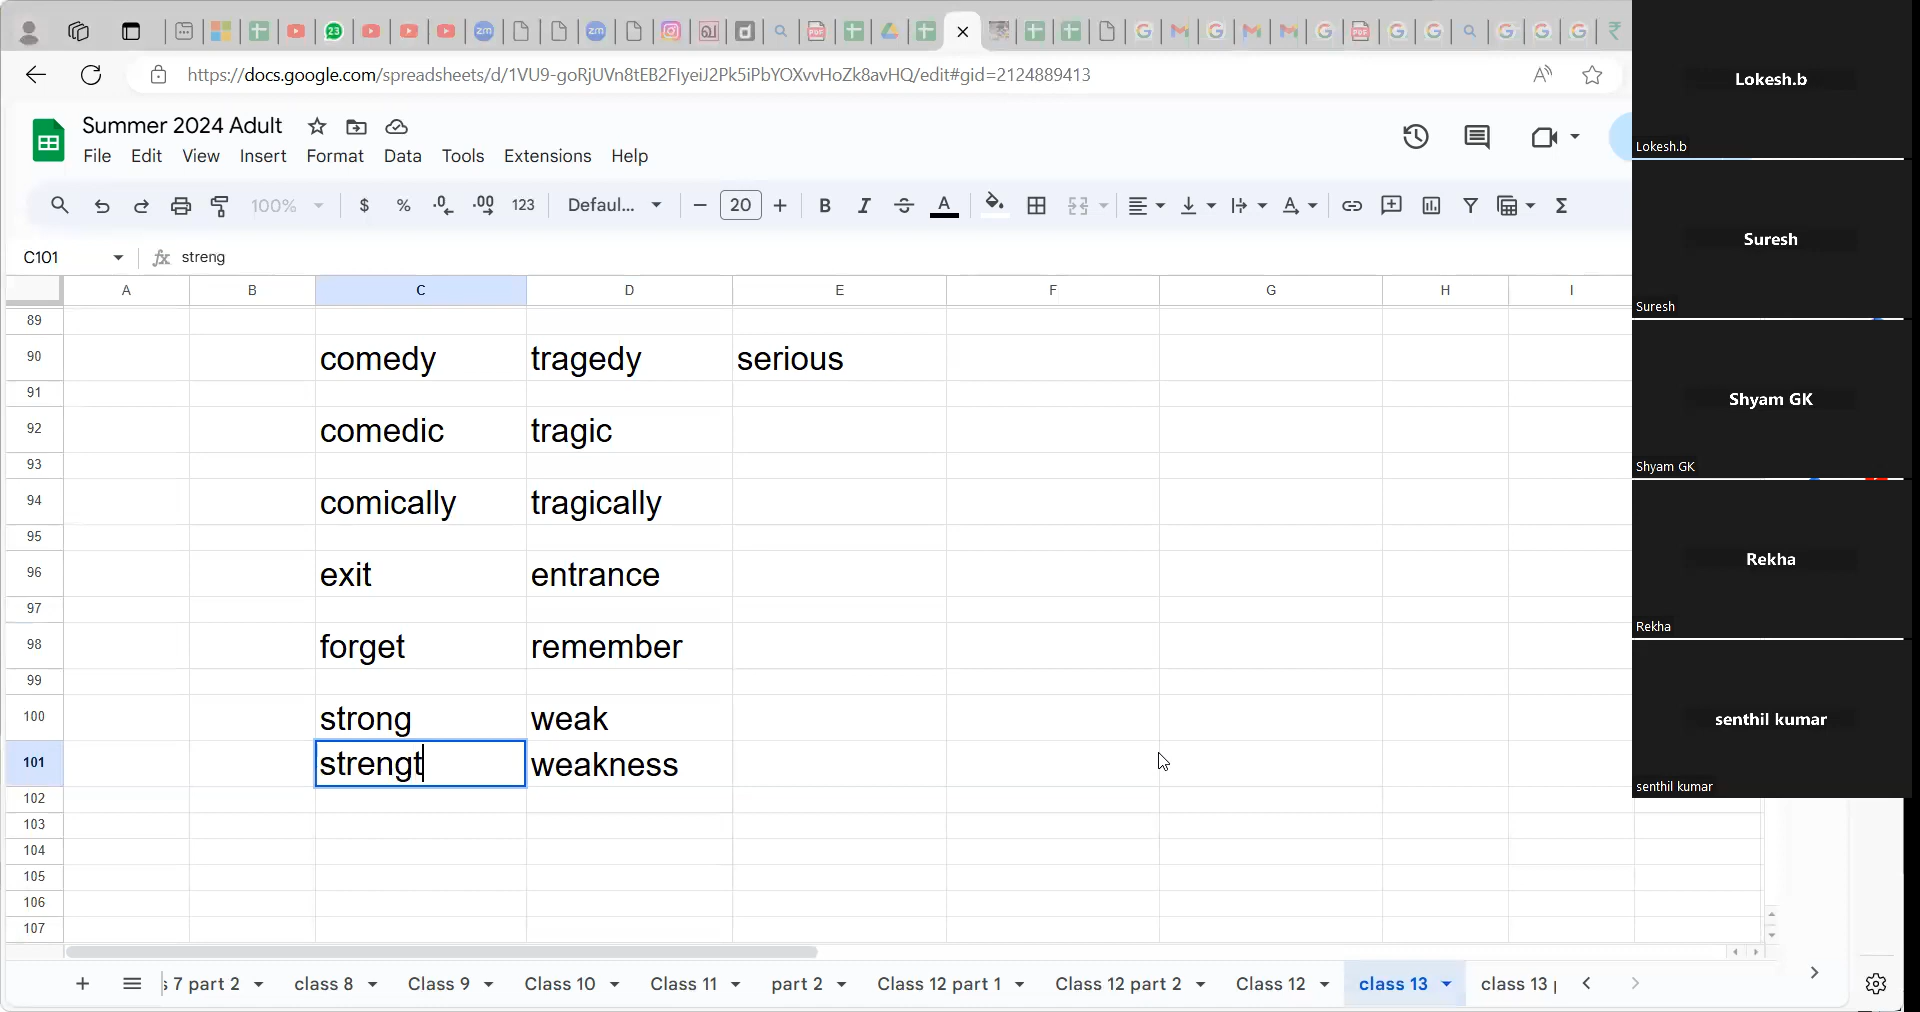 23
https://docs.google.com/spreadsheets/d/1VU9-goRjUVn8tEB2FIyeiJ2Pk5iPbYOXvvHoZk8avHQ/edit#gid=2124889413
Summer 2024 Adult
File Edit View Insert Format Data Tools Extensions Help
100% $ % .0 .00 123 Defaul... 20 B I A
C101 fx streng
A B C D E F G H I
89
90 comedy tragedy serious
91
92 comedic tragic
93
94 comically tragically
95
96 exit entrance
97
98 forget remember
99
100 strong weak
101 strengt weakness
102
103
104
105
106
107
7 part 2 class 8 Class 9 Class 10 Class 11 part 2 Class 12 part 1 Class 12 part 2 Class 12 class 13 class 13
Lokesh.b
Lokesh.b
Suresh
Suresh
Shyam GK
Shyam GK
Rekha
Rekha
senthil kumar
senthil kumar